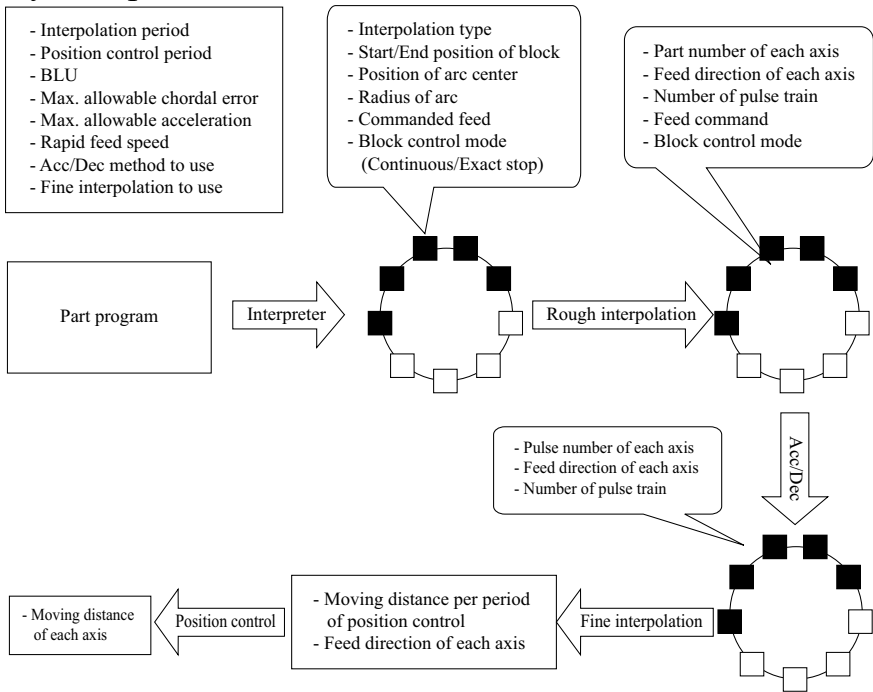 - Interpolation period
- Position control period
- BLU
- Max. allowable chordal error
- Max. allowable acceleration
- Rapid feed speed
- Acc/Dec method to use
- Fine interpolation to use
- Interpolation type
- Start/End position of block
- Position of arc center
- Radius of arc
- Commanded feed
- Block control mode
(Continuous/Exact stop)
- Part number of each axis
- Feed direction of each axis
- Number of pulse train
- Feed command
- Block control mode
Part program
Interpreter
Rough interpolation
Acc/Dec
- Pulse number of each axis
- Feed direction of each axis
- Number of pulse train
Fine interpolation
- Moving distance per period
of position control
- Feed direction of each axis
Position control
- Moving distance
of each axis